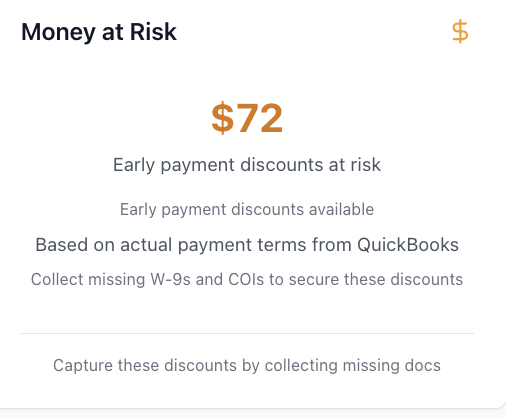 Money at Risk
$
$72
Early payment discounts at risk
Early payment discounts available
Based on actual payment terms from QuickBooks
Collect missing W-9s and COIs to secure these discounts
Capture these discounts by collecting missing docs